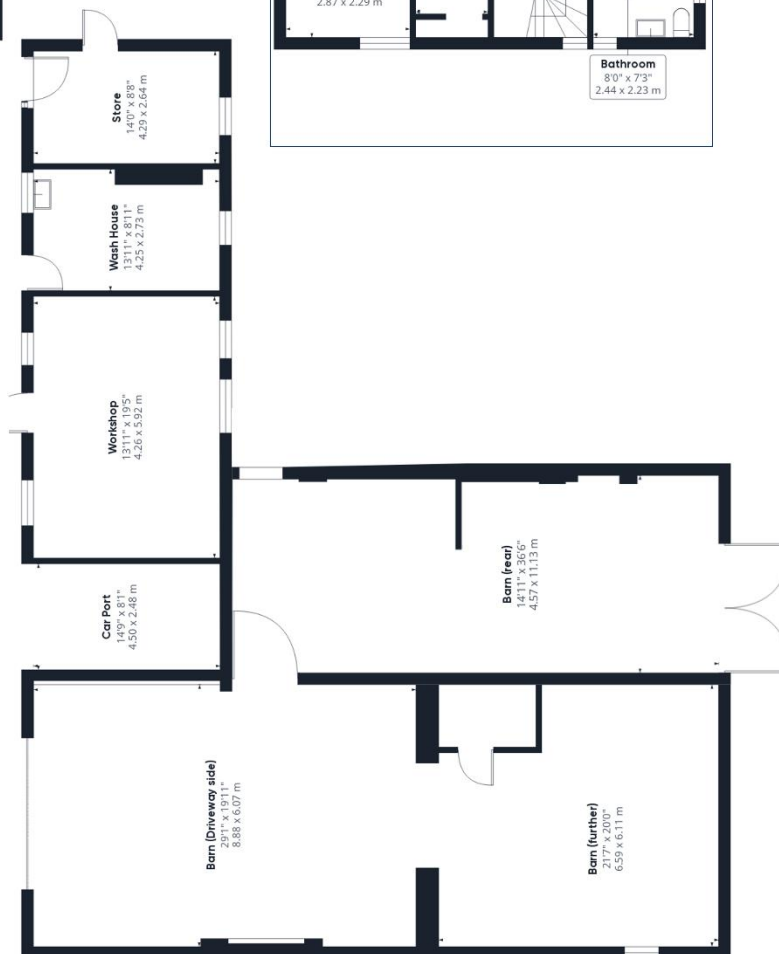 2.87 x 2.29 m
Bathroom
8'0" x 7'3"
2.44 x 2.23 m
Store
14'0" x 8'8"
4.29 x 2.64 m
Wash House
13'11" x 8'11"
4.25 x 2.73 m
Workshop
13'11" x 19'5"
4.26 x 5.92 m
Barn (rear)
14'11" x 36'6"
4.57 x 11.13 m
Car Port
14'9" x 8'1"
4.50 x 2.48 m
Barn (Driveway side)
29'1" x 19'11"
8.88 x 6.07 m
Barn (further)
21'7" x 20'0"
6.59 x 6.11 m